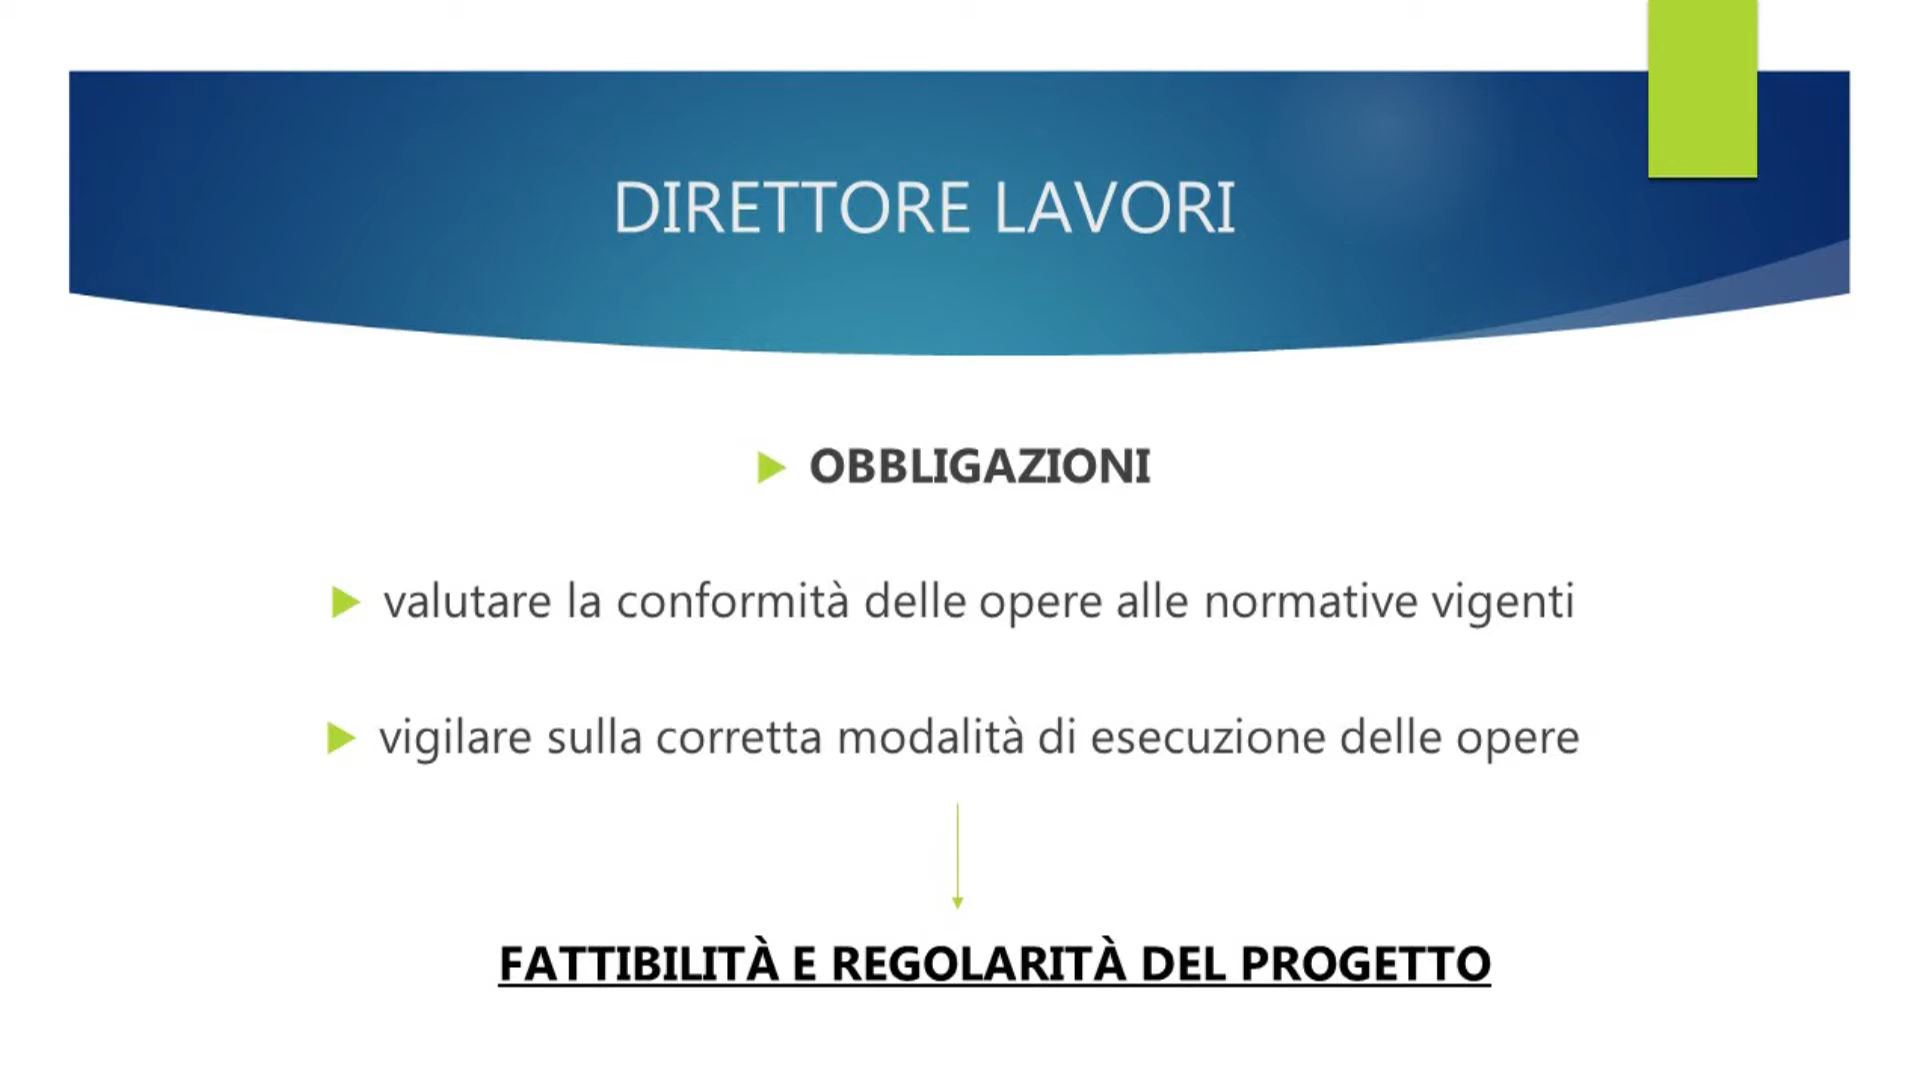 DIRETTORE LAVORI
OBBLIGAZIONI
valutare la conformità delle opere alle normative vigenti
vigilare sulla corretta modalità di esecuzione delle opere
FATTIBILITÀ E REGOLARITÀ DEL PROGETTO